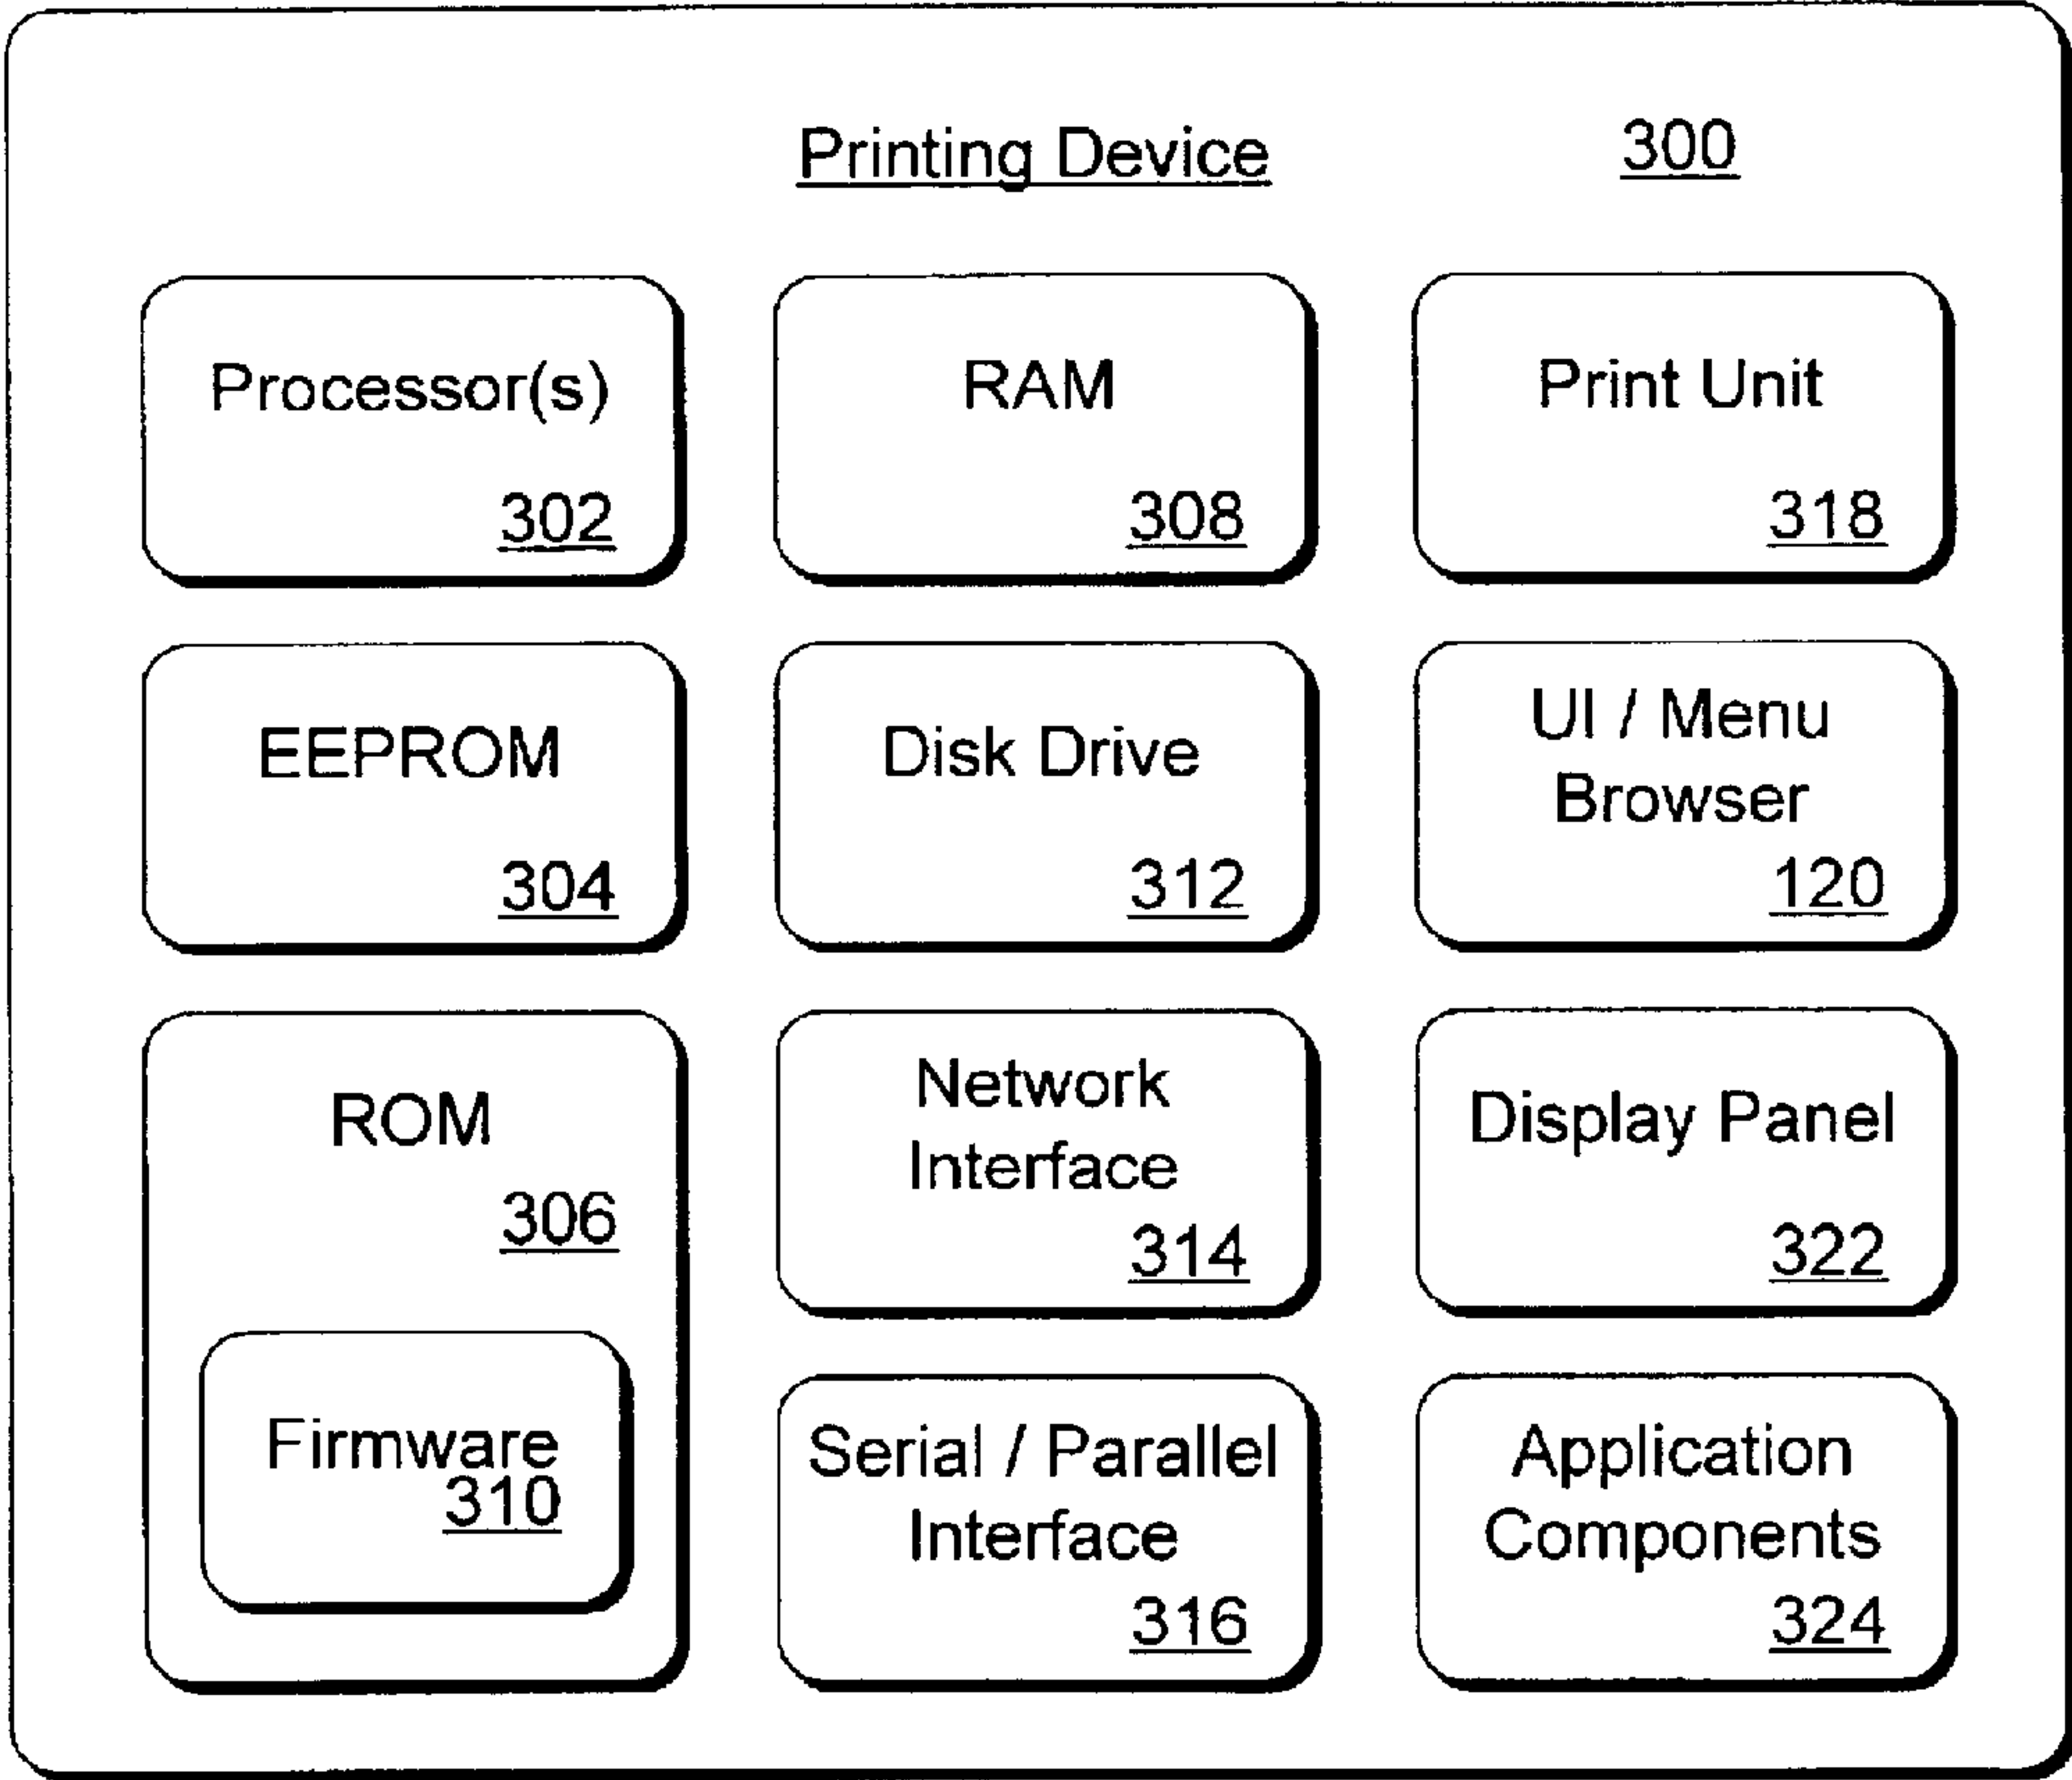 Printing Device
300
Processor(s)
302
RAM
308
Print Unit
318
EEPROM
304
Disk Drive
312
UI / Menu
Browser
120
ROM
306
Firmware
310
Network
Interface
314
Display Panel
322
Serial / Parallel
Interface
316
Application
Components
324